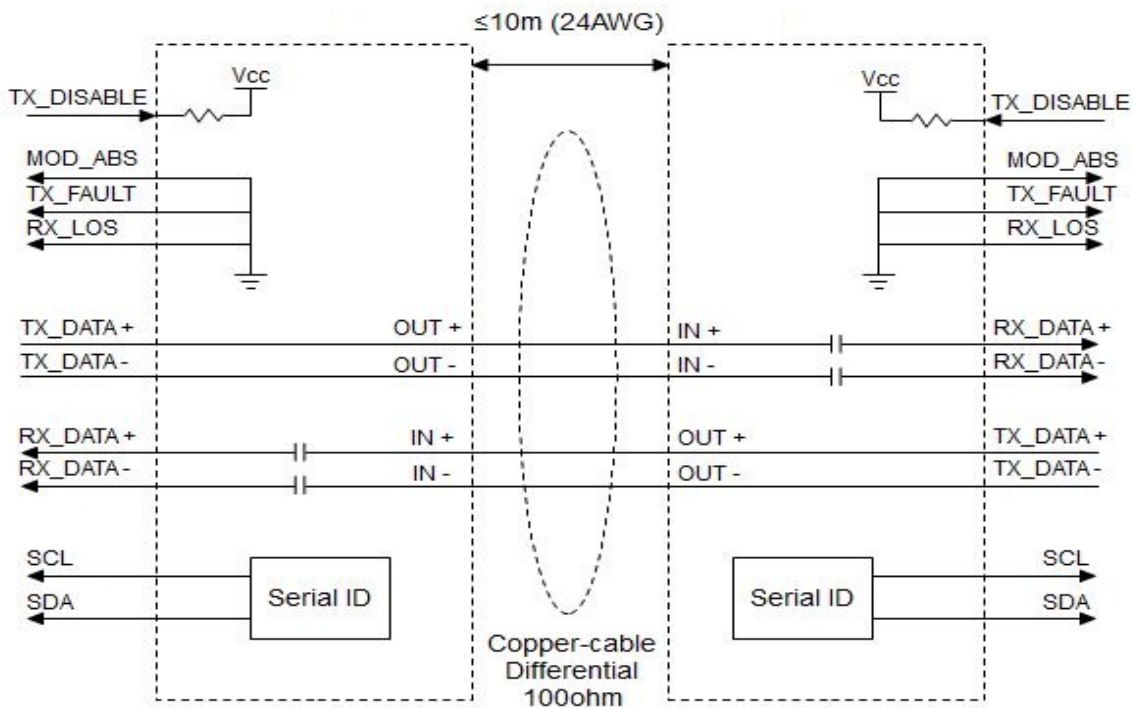 ≤10m (24AWG)
Vcc
Vcc
TX_DISABLE
TX_DISABLE
MOD_ABS
MOD_ABS
TX_FAULT
TX_FAULT
RX_LOS
RX_LOS
TX_DATA +
OUT +
IN +
RX_DATA+
TX_DATA -
OUT -
IN -
RX_DATA-
RX_DATA +
IN +
OUT +
TX_DATA+
RX_DATA -
IN -
OUT -
TX_DATA-
SCL
SCL
Serial ID
Serial ID
SDA
SDA
Copper-cable
Differential
100ohm